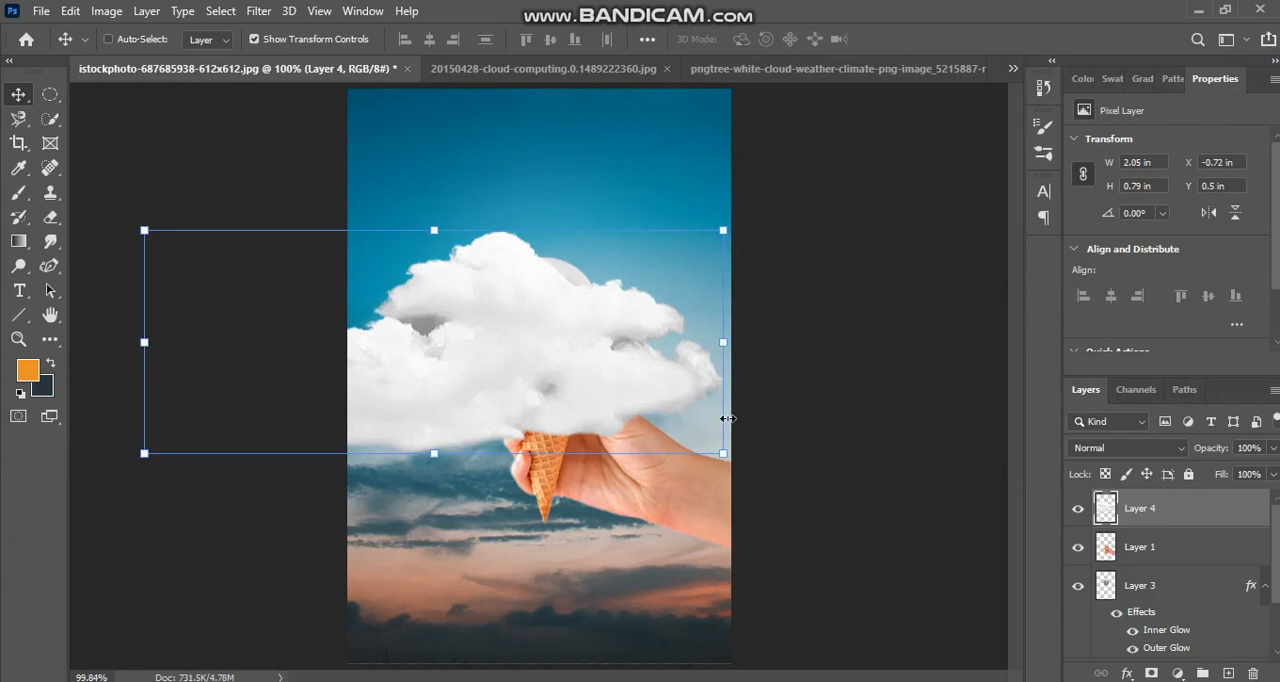 Ps File Edit Image Layer Type Select Filter 3D View Window Help
www.BANDICAM.com
Auto-Select: Layer Show Transform Controls 3D Mode:
istockphoto-687685938-612x612.jpg @ 100% (Layer 4, RGB/8#) * 20150428-cloud-computing.0.1489222360.jpg pngtree-white-cloud-weather-climate-png-image_5215887-r
Colo Swat Grad Patte Properties
Pixel Layer
Transform
W 2.05 in X -0.72 in
H 0.79 in Y 0.5 in
0.00°
Align and Distribute
Align:
Quick Actions
Layers Channels Paths
Kind
Normal Opacity: 100%
Lock: Fill: 100%
Layer 4
Layer 1
Layer 3 fx
Effects
Inner Glow
Outer Glow
99.84% Doc: 731.5K/4.78M